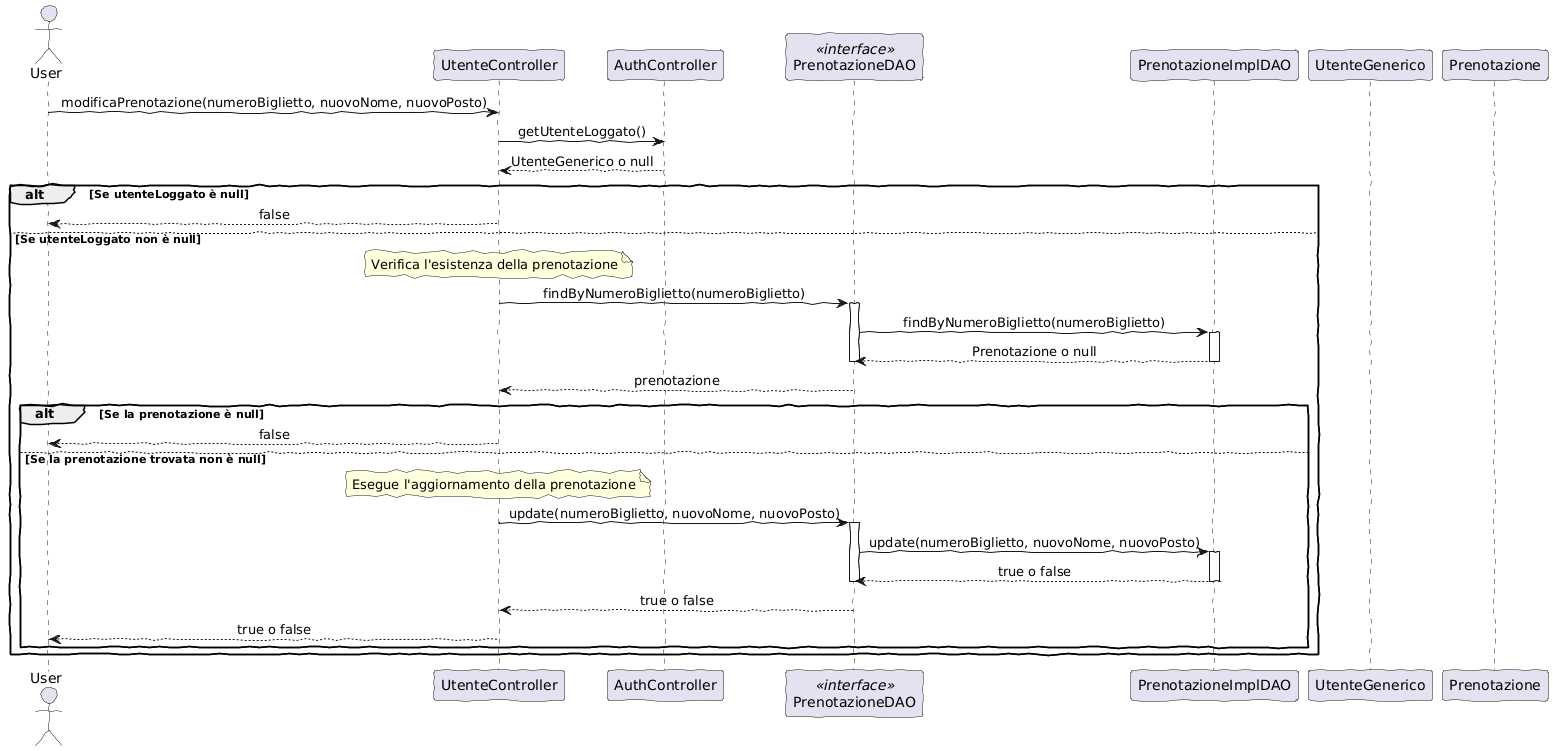 User
UtenteController
AuthController
«interface»
PrenotazioneDAO
PrenotazioneImplDAO
UtenteGenerico
Prenotazione
modificaPrenotazione(numeroBiglietto, nuovoNome, nuovoPosto)
getUtenteLoggato()
UtenteGenerico o null
alt [Se utenteLoggato è null]
false
[Se utenteLoggato non è null]
Verifica l'esistenza della prenotazione
findByNumeroBiglietto(numeroBiglietto)
findByNumeroBiglietto(numeroBiglietto)
Prenotazione o null
prenotazione
alt [Se la prenotazione è null]
false
[Se la prenotazione trovata non è null]
Esegue l'aggiornamento della prenotazione
update(numeroBiglietto, nuovoNome, nuovoPosto)
update(numeroBiglietto, nuovoNome, nuovoPosto)
true o false
true o false
true o false
User
UtenteController
AuthController
«interface»
PrenotazioneDAO
PrenotazioneImplDAO
UtenteGenerico
Prenotazione